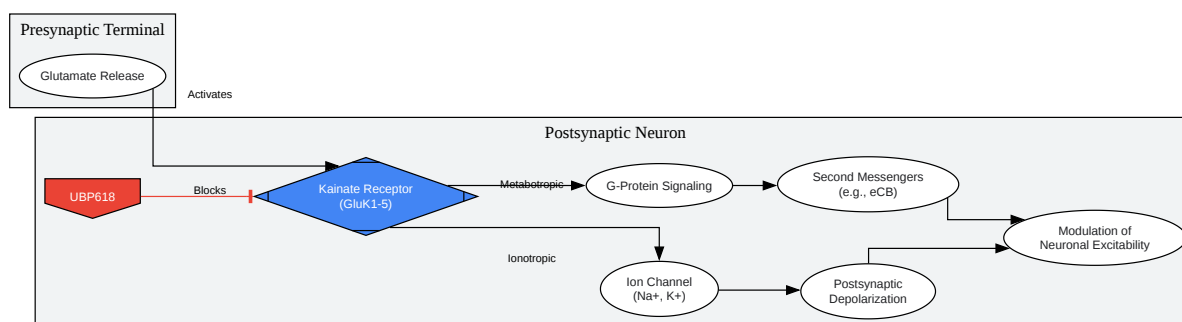 Presynaptic Terminal
Glutamate Release
Activates
Postsynaptic Neuron
UBP618
Blocks
Kainate Receptor
(GluK1-5)
Metabotropic
G-Protein Signaling
Second Messengers
(e.g., eCB)
Modulation of
Neuronal Excitability
Ionotropic
Ion Channel
(Na+, K+)
Postsynaptic
Depolarization